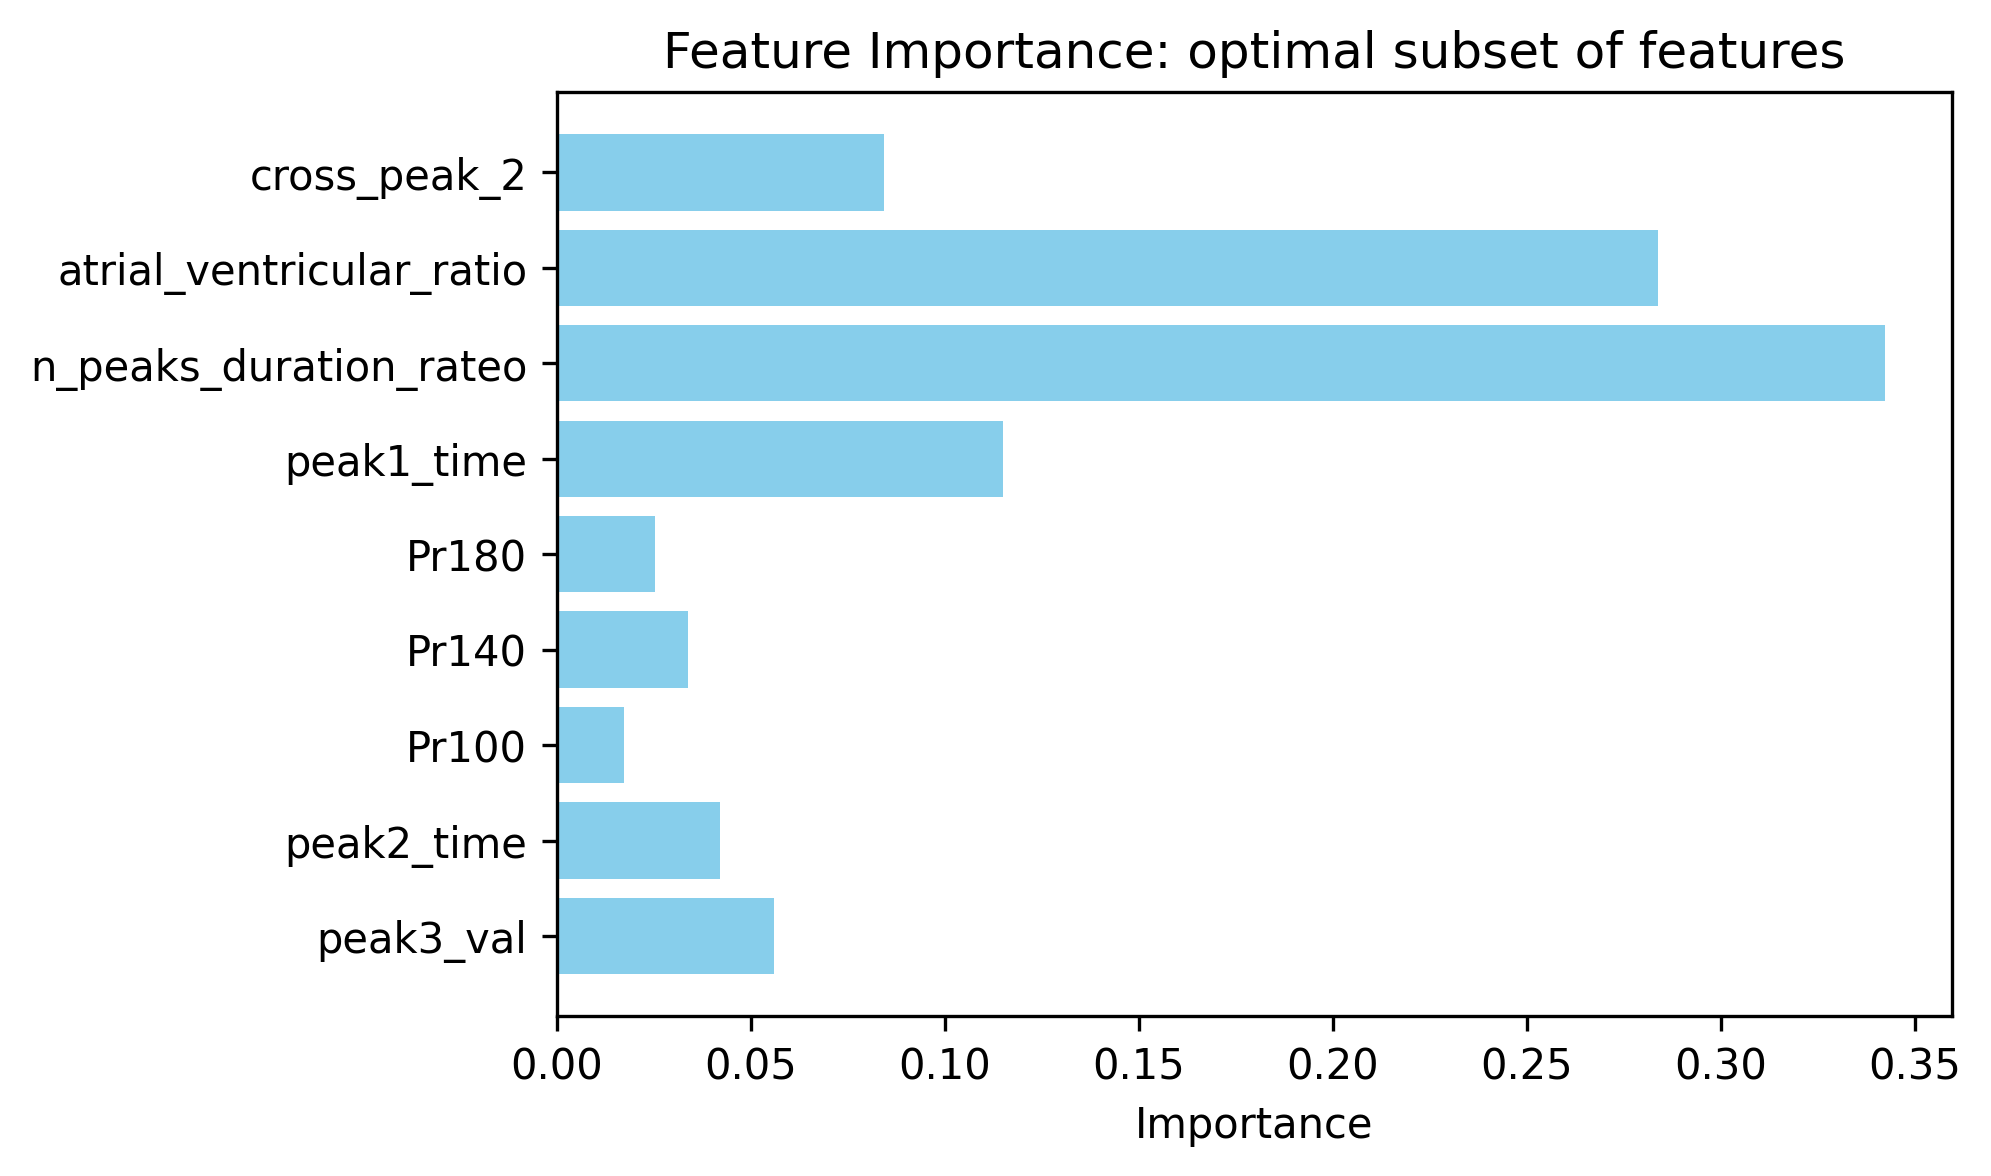 Feature Importance: optimal subset of features
cross_peak_2
atrial_ventricular_ratio
n_peaks_duration_rateo
peak1_time
Pr180
Pr140
Pr100
peak2_time
peak3_val
0.00 0.05 0.10 0.15 0.20 0.25 0.30 0.35
Importance